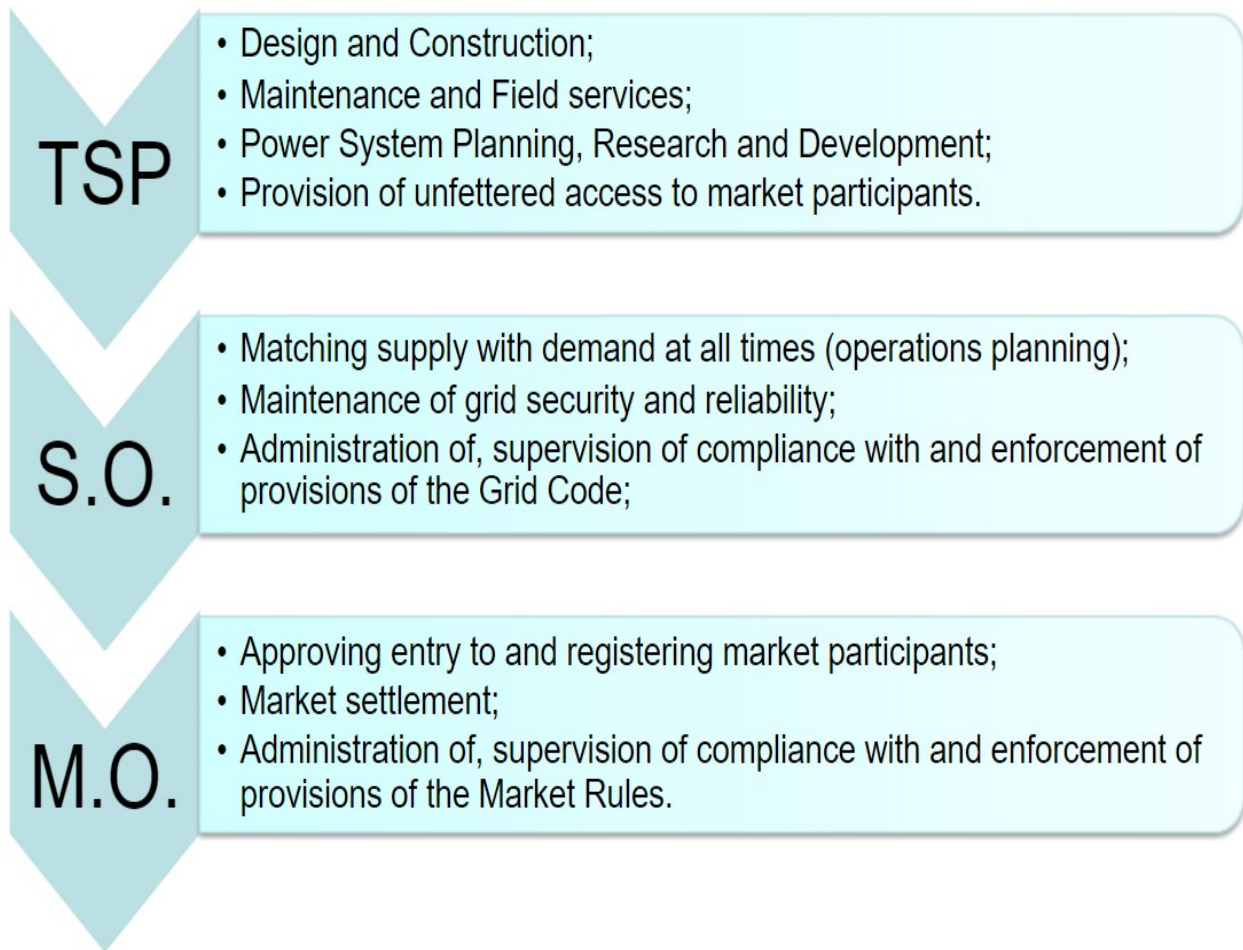 TSP
• Design and Construction;
• Maintenance and Field services;
• Power System Planning, Research and Development;
• Provision of unfettered access to market participants.
S.O.
• Matching supply with demand at all times (operations planning);
• Maintenance of grid security and reliability;
• Administration of, supervision of compliance with and enforcement of
provisions of the Grid Code;
M.O.
• Approving entry to and registering market participants;
• Market settlement;
• Administration of, supervision of compliance with and enforcement of
provisions of the Market Rules.